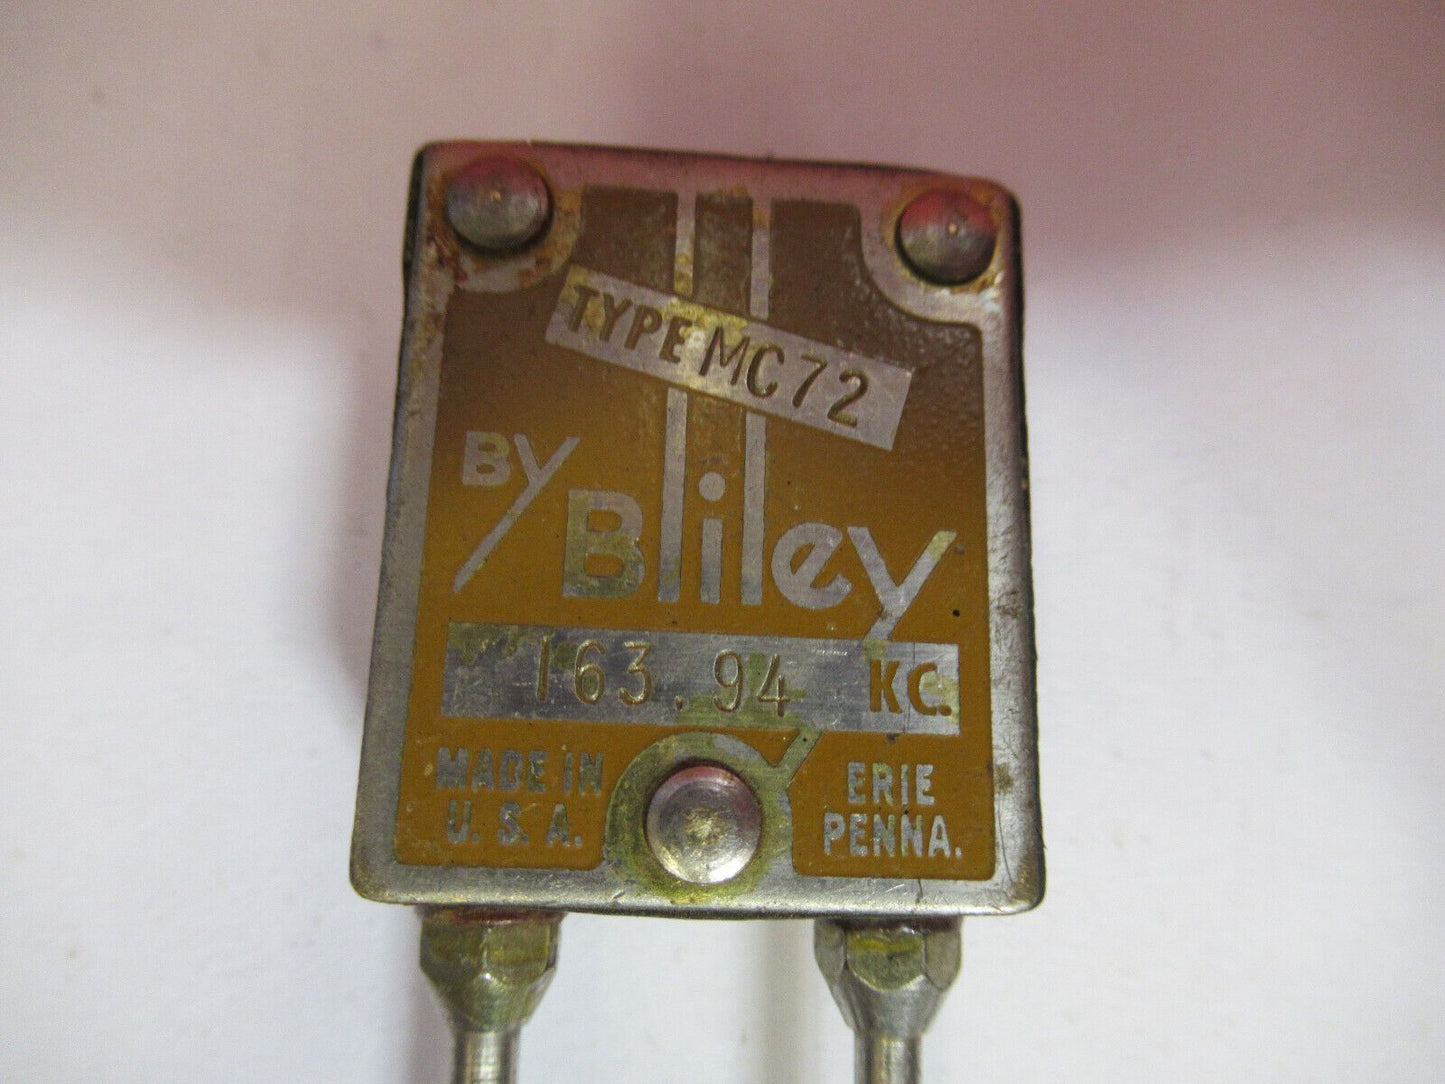 TYPE MC72
BY Bliley
163.94 KC.
MADE IN
U. S. A.
ERIE
PENNA.